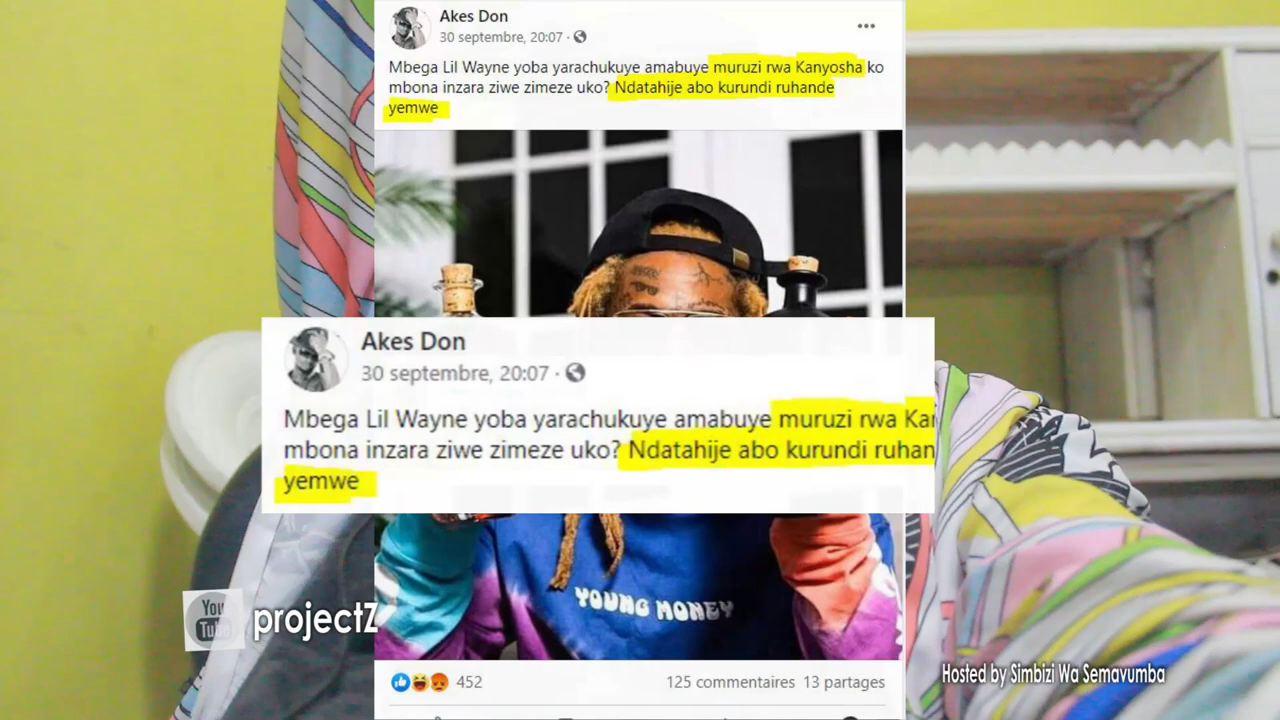 Akes Don
30 septembre, 20:07 ·
Mbega Lil Wayne yoba yarachukuye amabuye muruzi rwa Kanyosha ko
mbona inzara ziwe zimeze uko? Ndatahije abo kurundi ruhande
yemwe
Akes Don
30 septembre, 20:07 ·
Mbega Lil Wayne yoba yarachukuye amabuye muruzi rwa Kan
mbona inzara ziwe zimeze uko? Ndatahije abo kurundi ruhan
yemwe
YOUNG MONEY
You
Tube
projectZ
Hosted by Simbizi Wa Semavumba
452
125 commentaires 13 partages